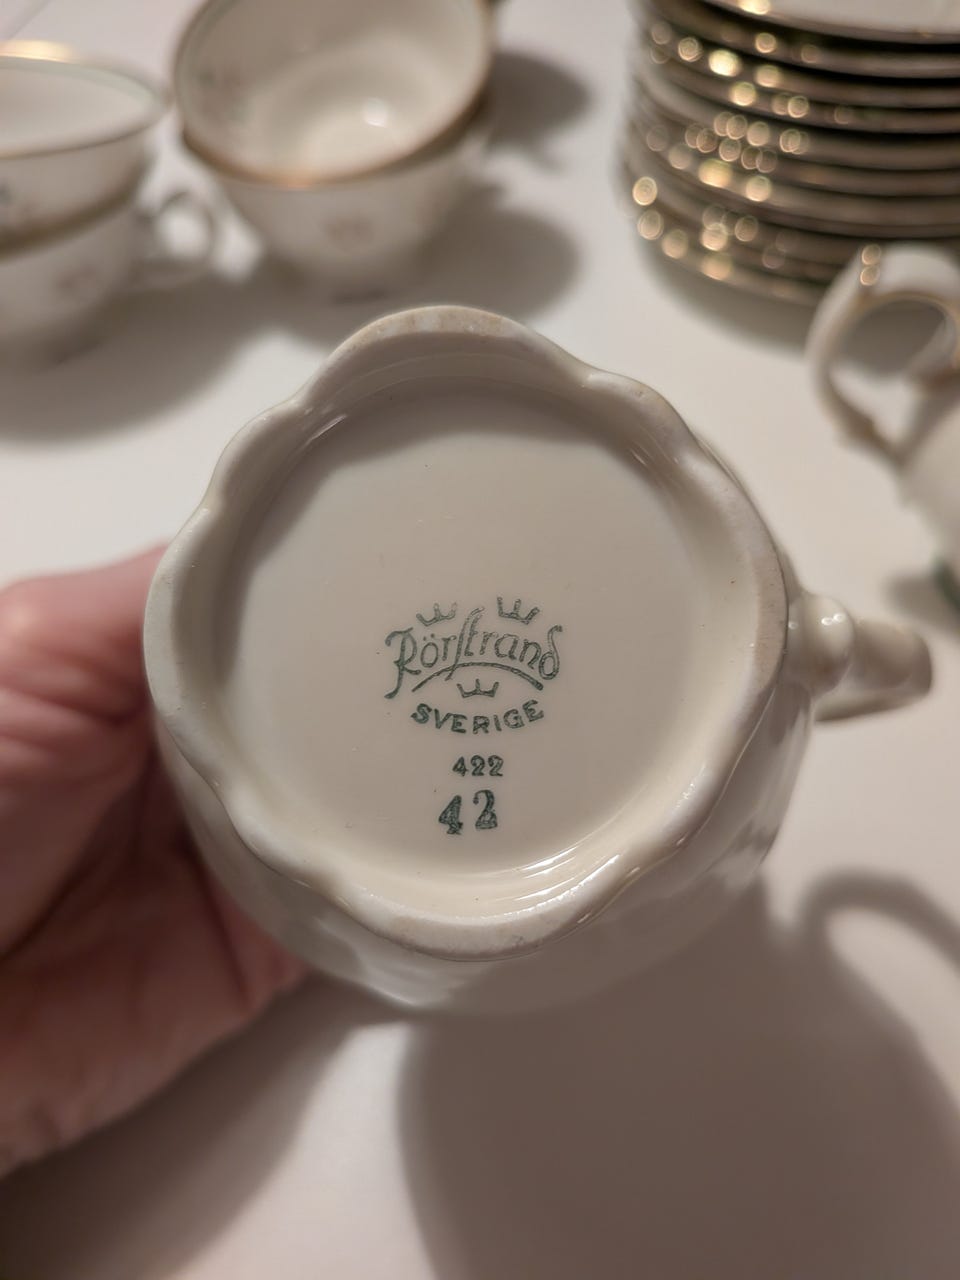 Rörstrand
SVERIGE
422
42